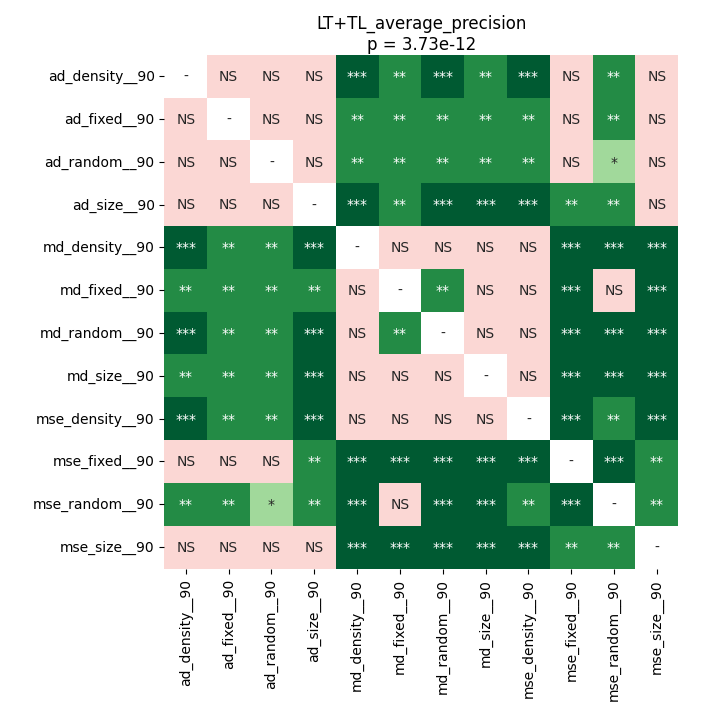 LT+TL_average_precision
p = 3.73e-12
ad_density__90 - NS NS NS *** ** *** ** *** NS ** NS
ad_fixed__90 NS - NS NS ** ** ** ** ** NS ** NS
ad_random__90 NS NS - NS ** ** ** ** ** NS * NS
ad_size__90 NS NS NS - *** ** *** *** *** ** ** NS
md_density__90 *** ** ** *** - NS NS NS NS *** *** ***
md_fixed__90 ** ** ** ** NS - ** NS NS *** NS ***
md_random__90 *** ** ** *** NS ** - NS NS *** *** ***
md_size__90 ** ** ** *** NS NS NS - NS *** *** ***
mse_density__90 *** ** ** *** NS NS NS NS - *** ** ***
mse_fixed__90 NS NS NS ** *** *** *** *** *** - *** **
mse_random__90 ** ** * ** *** NS *** *** ** *** - **
mse_size__90 NS NS NS NS *** *** *** *** *** ** ** -
ad_density__90
ad_fixed__90
ad_random__90
ad_size__90
md_density__90
md_fixed__90
md_random__90
md_size__90
mse_density__90
mse_fixed__90
mse_random__90
mse_size__90